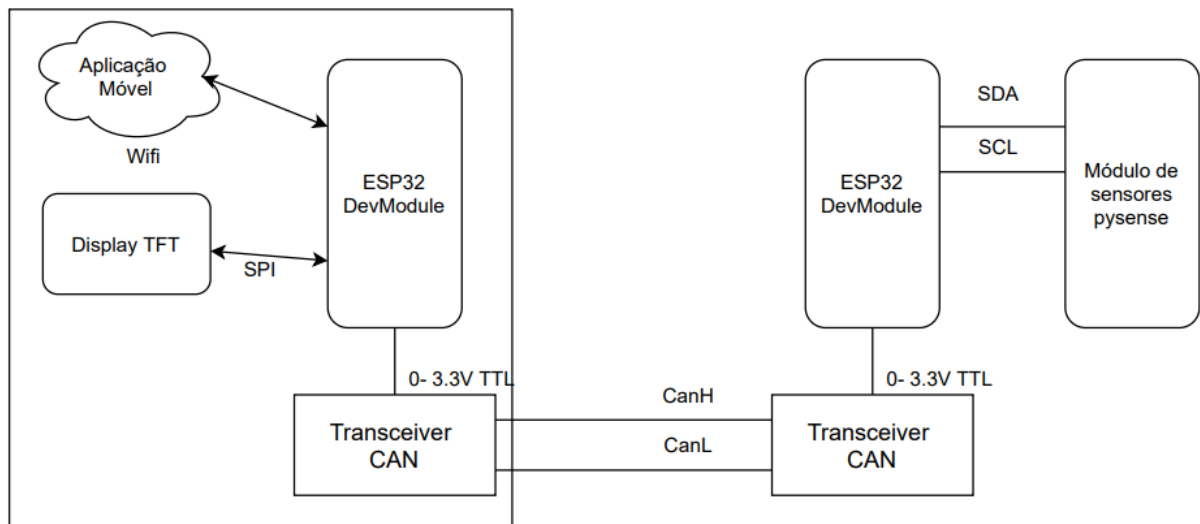 Aplicação
Móvel
Wifi
Display TFT
SPI
ESP32
DevModule
0- 3.3V TTL
Transceiver
CAN
CanH
CanL
ESP32
DevModule
SDA
SCL
Módulo de
sensores
pysense
0- 3.3V TTL
Transceiver
CAN